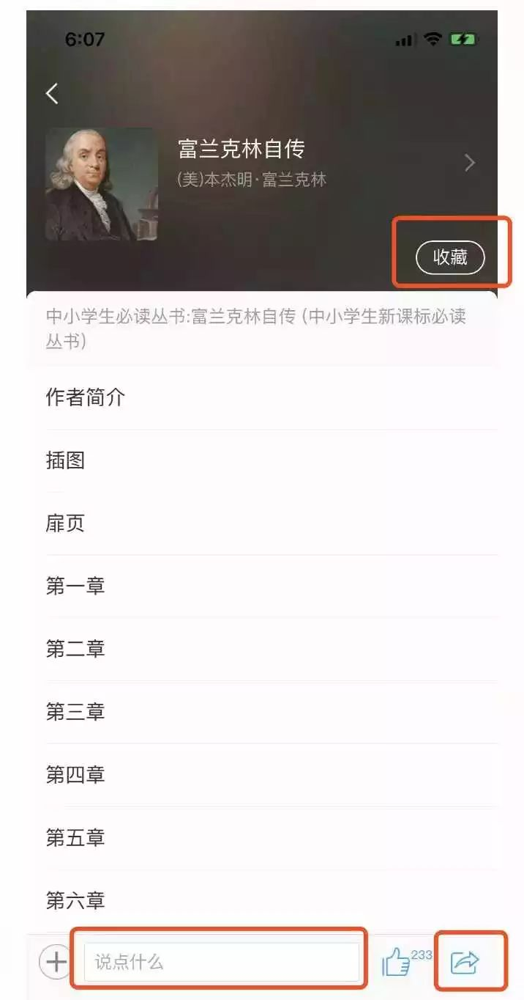 6:07
富兰克林自传
(美)本杰明·富兰克林
收藏
中小学生必读丛书:富兰克林自传 (中小学生新课标必读
丛书)
作者简介
插图
扉页
第一章
第二章
第三章
第四章
第五章
第六章
说点什么
233